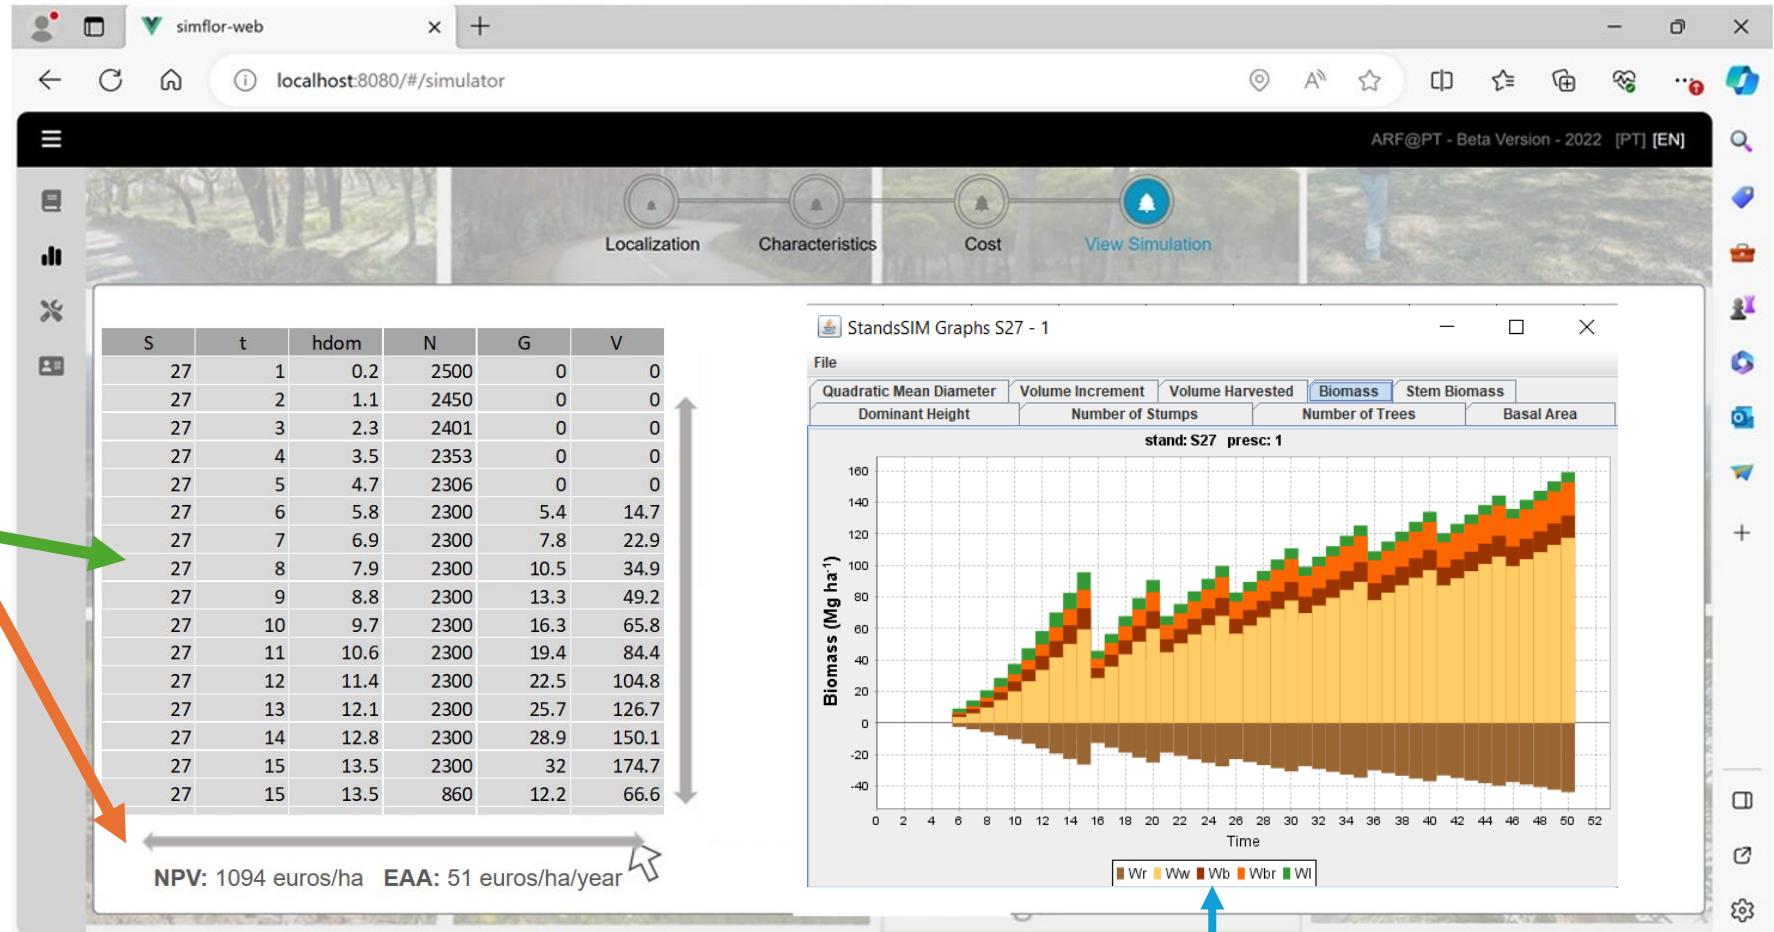 simflor-web
localhost:8080/#/simulator
ARF@PT - Beta Version - 2022 [PT] [EN]
Localization Characteristics Cost View Simulation
S t hdom N G V
27 1 0.2 2500 0 0
27 2 1.1 2450 0 0
27 3 2.3 2401 0 0
27 4 3.5 2353 0 0
27 5 4.7 2306 0 0
27 6 5.8 2300 5.4 14.7
27 7 6.9 2300 7.8 22.9
27 8 7.9 2300 10.5 34.9
27 9 8.8 2300 13.3 49.2
27 10 9.7 2300 16.3 65.8
27 11 10.6 2300 19.4 84.4
27 12 11.4 2300 22.5 104.8
27 13 12.1 2300 25.7 126.7
27 14 12.8 2300 28.9 150.1
27 15 13.5 2300 32 174.7
27 15 13.5 860 12.2 66.6
NPV: 1094 euros/ha EAA: 51 euros/ha/year
StandsSIM Graphs S27 - 1
File
Quadratic Mean Diameter Volume Increment Volume Harvested Biomass Stem Biomass
Dominant Height Number of Stumps Number of Trees Basal Area
stand: S27 presc: 1
Biomass (Mg ha⁻¹)
160
140
120
100
80
60
40
20
0
-20
-40
0 2 4 6 8 10 12 14 16 18 20 22 24 26 28 30 32 34 36 38 40 42 44 46 48 50 52
Time
Wr Ww Wb Wbr Wl